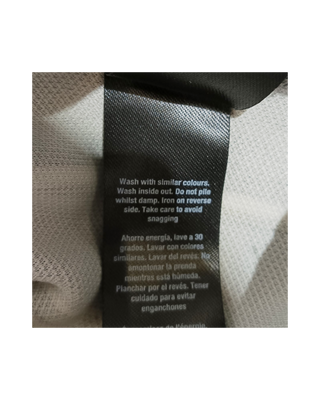 Wash with similar colours.
Wash inside out. Do not pile
whilst damp. Iron on reverse
side. Take care to avoid
snagging
Ahorre energía, lave a 30
grados. Lavar con colores
similares. Lavar del revés. No
amontonar la prenda
mientras está húmeda.
Planchar por el revés. Tener
cuidado para evitar
enganchones